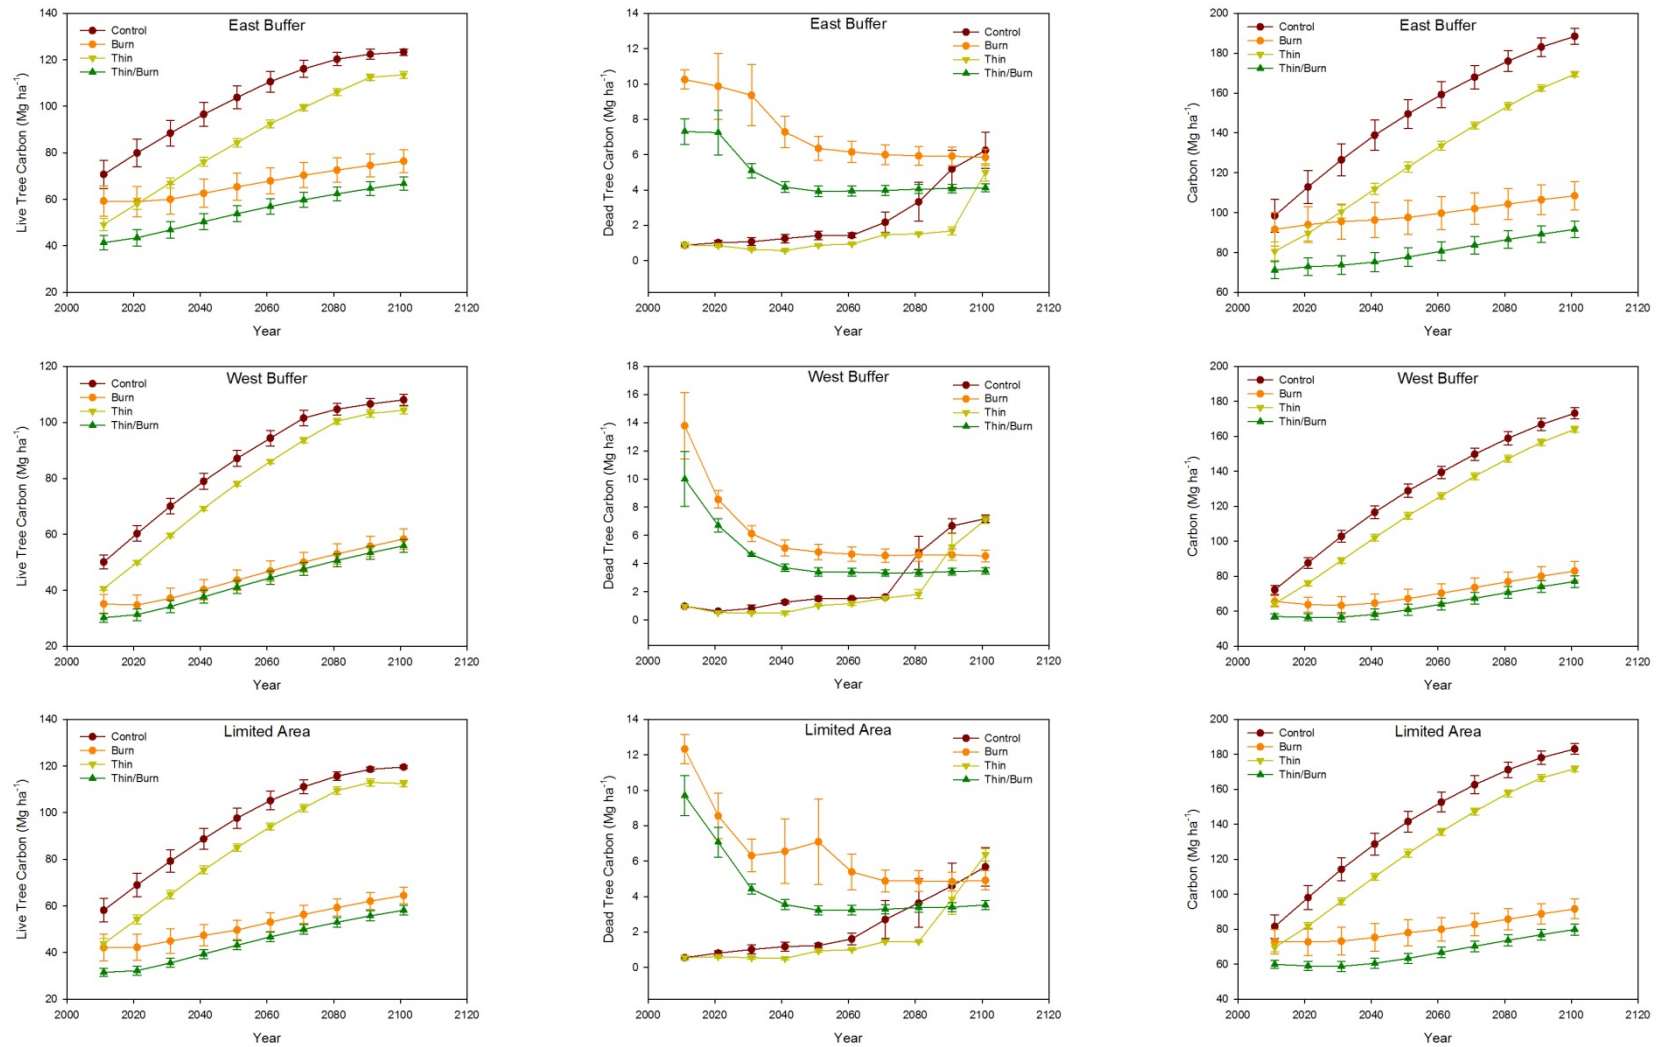 East Buffer
Control
Burn
Thin
Thin/Burn
Live Tree Carbon (Mg ha⁻¹)
140
120
100
80
60
40
20
2000 2020 2040 2060 2080 2100 2120
Year
East Buffer
Control
Burn
Thin
Thin/Burn
Dead Tree Carbon (Mg ha⁻¹)
14
12
10
8
6
4
2
0
2000 2020 2040 2060 2080 2100 2120
Year
East Buffer
Control
Burn
Thin
Thin/Burn
Carbon (Mg ha⁻¹)
200
180
160
140
120
100
80
60
2000 2020 2040 2060 2080 2100 2120
Year
West Buffer
Control
Burn
Thin
Thin/Burn
Live Tree Carbon (Mg ha⁻¹)
120
100
80
60
40
20
2000 2020 2040 2060 2080 2100 2120
Year
West Buffer
Control
Burn
Thin
Thin/Burn
Dead Tree Carbon (Mg ha⁻¹)
18
16
14
12
10
8
6
4
2
0
2000 2020 2040 2060 2080 2100 2120
Year
West Buffer
Control
Burn
Thin
Thin/Burn
Carbon (Mg ha⁻¹)
200
180
160
140
120
100
80
60
40
2000 2020 2040 2060 2080 2100 2120
Year
Limited Area
Control
Burn
Thin
Thin/Burn
Live Tree Carbon (Mg ha⁻¹)
140
120
100
80
60
40
20
2000 2020 2040 2060 2080 2100 2120
Year
Limited Area
Control
Burn
Thin
Thin/Burn
Dead Tree Carbon (Mg ha⁻¹)
14
12
10
8
6
4
2
0
2000 2020 2040 2060 2080 2100 2120
Year
Limited Area
Control
Burn
Thin
Thin/Burn
Carbon (Mg ha⁻¹)
200
180
160
140
120
100
80
60
40
2000 2020 2040 2060 2080 2100 2120
Year